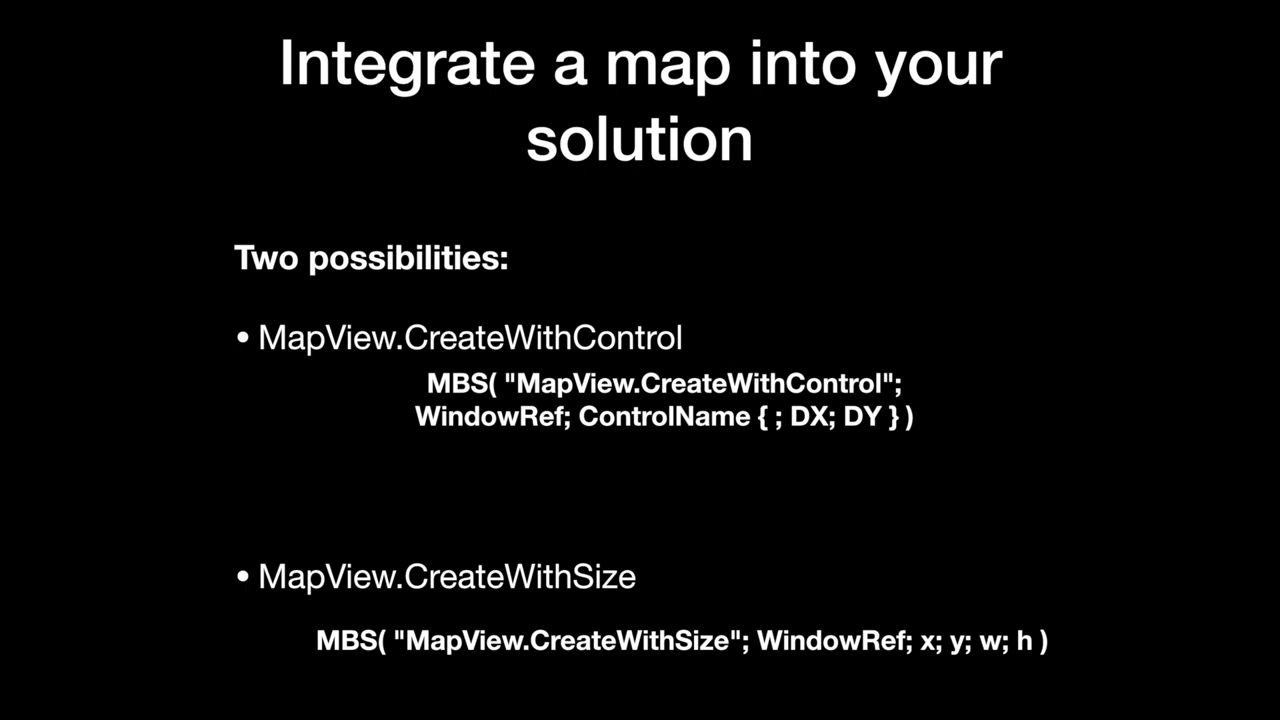 Integrate a map into your
solution
Two possibilities:
• MapView.CreateWithControl
MBS( "MapView.CreateWithControl";
WindowRef; ControlName { ; DX; DY } )
• MapView.CreateWithSize
MBS( "MapView.CreateWithSize"; WindowRef; x; y; w; h )